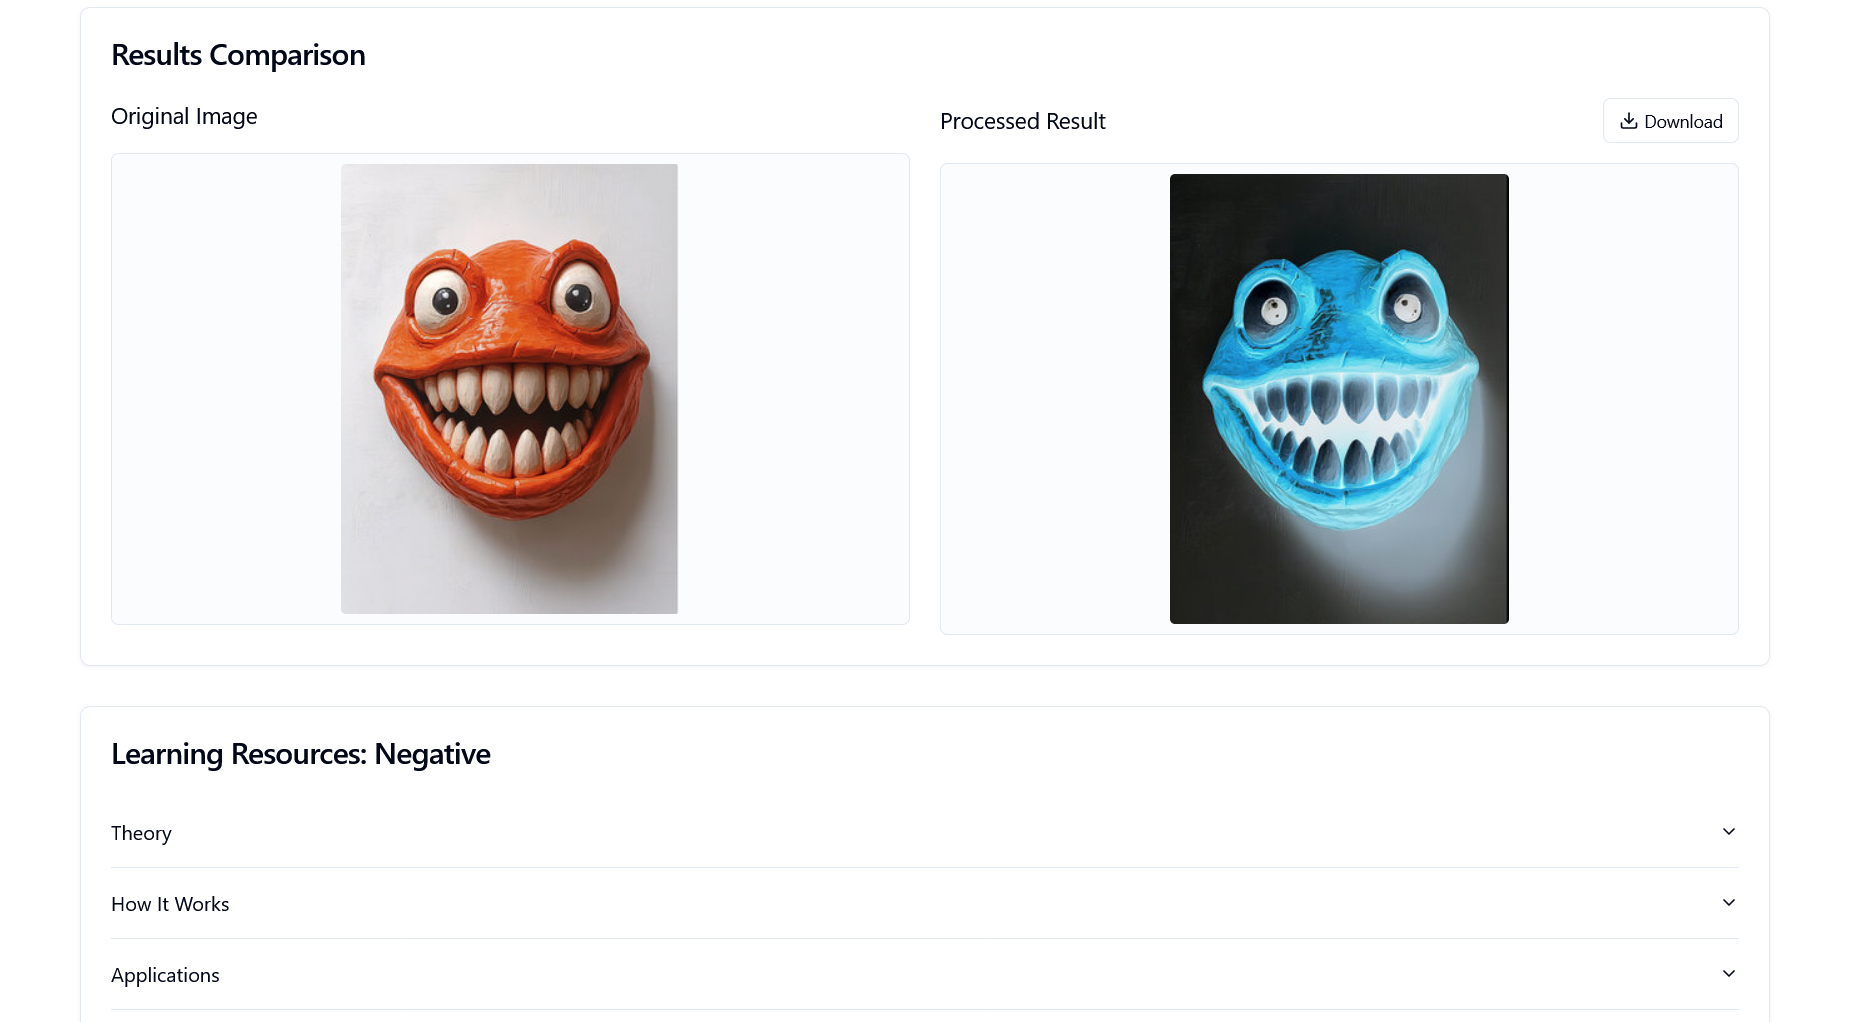 Results Comparison
Original Image
Processed Result
Download
Learning Resources: Negative
Theory
How It Works
Applications